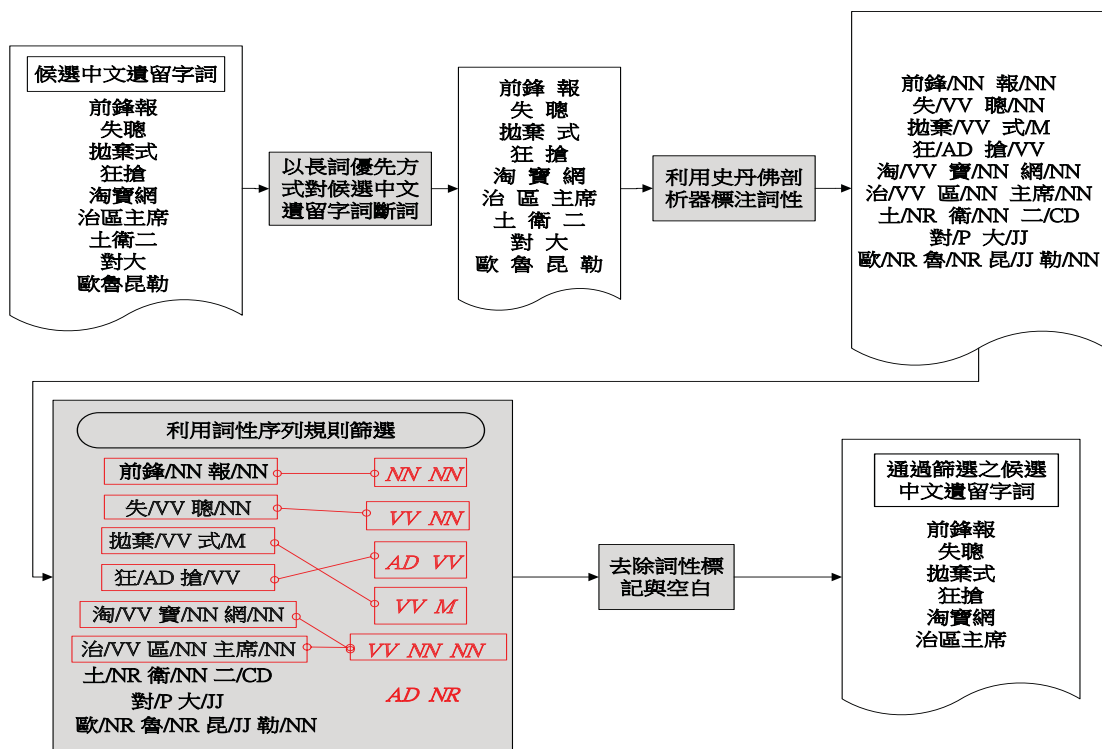 候選中文遺留字詞
前鋒報
失聰
拋棄式
狂搶
淘寶網
治區主席
土衛二
對大
歐魯昆勒
以長詞優先方
式對候選中文
遺留字詞斷詞
前鋒 報
失 聰
拋棄 式
狂 搶
淘 寶 網
治 區 主席
土 衛 二
對 大
歐 魯 昆 勒
利用史丹佛剖
析器標注詞性
前鋒/NN 報/NN
失/VV 聰/NN
拋棄/VV 式/M
狂/AD 搶/VV
淘/VV 寶/NN 網/NN
治/VV 區/NN 主席/NN
土/NR 衛/NN 二/CD
對/P 大/JJ
歐/NR 魯/NR 昆/JJ 勒/NN
利用詞性序列規則篩選
前鋒/NN 報/NN
失/VV 聰/NN
拋棄/VV 式/M
狂/AD 搶/VV
淘/VV 寶/NN 網/NN
治/VV 區/NN 主席/NN
土/NR 衛/NN 二/CD
對/P 大/JJ
歐/NR 魯/NR 昆/JJ 勒/NN
NN NN
VV NN
AD VV
VV M
VV NN NN
AD NR
去除詞性標
記與空白
通過篩選之候選
中文遺留字詞
前鋒報
失聰
拋棄式
狂搶
淘寶網
治區主席